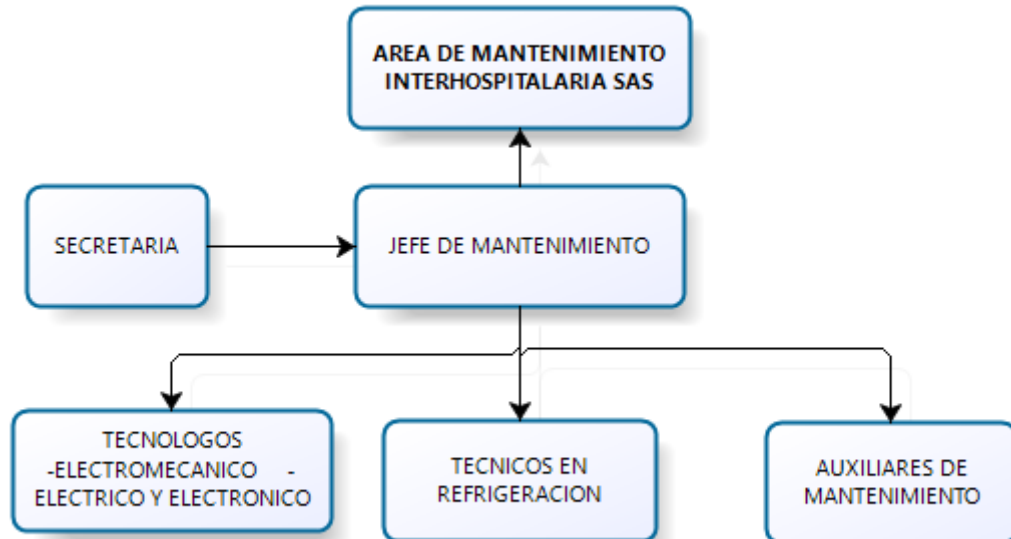 AREA DE MANTENIMIENTO
INTERHOSPITALARIA SAS
SECRETARIA
JEFE DE MANTENIMIENTO
TECNOLOGOS
-ELECTROMECANICO -
ELECTRICO Y ELECTRONICO
TECNICOS EN
REFRIGERACION
AUXILIARES DE
MANTENIMIENTO